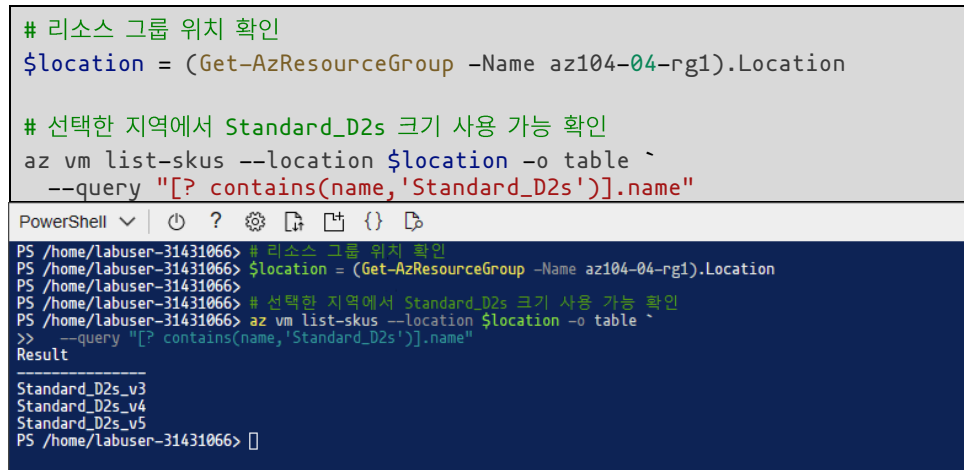 # 리소스 그룹 위치 확인
$location = (Get-AzResourceGroup -Name az104-04-rg1).Location
# 선택한 지역에서 Standard_D2s 크기 사용 가능 확인
az vm list-skus --location $location -o table `
--query "[? contains(name,'Standard_D2s')].name"
PowerShell
PS /home/labuser-31431066> # 리소스 그룹 위치 확인
PS /home/labuser-31431066> $location = (Get-AzResourceGroup -Name az104-04-rg1).Location
PS /home/labuser-31431066>
PS /home/labuser-31431066> # 선택한 지역에서 Standard_D2s 크기 사용 가능 확인
PS /home/labuser-31431066> az vm list-skus --location $location -o table `
>>   --query "[? contains(name,'Standard_D2s')].name"
Result
---------------
Standard_D2s_v3
Standard_D2s_v4
Standard_D2s_v5
PS /home/labuser-31431066>